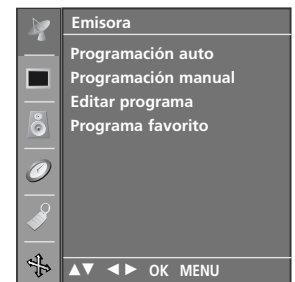 Emisora
Programación auto
Programación manual
Editar programa
Programa favorito
▲▼ ◄► OK MENU